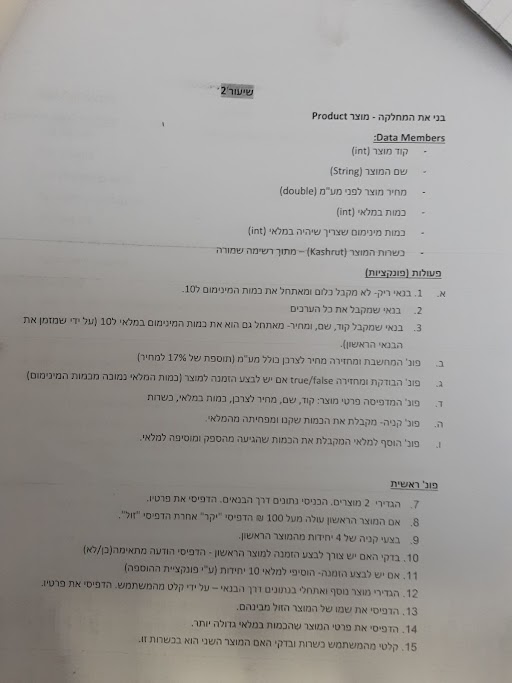 שיעור 2
בני את המחלקה - מוצר Product
Data Members:
- קוד מוצר (int)
- שם המוצר (String)
- מחיר מוצר לפני מע"מ (double)
- כמות במלאי (int)
- כמות מינימום שצריך שיהיה במלאי (int)
- כשרות המוצר (Kashrut) – מתוך רשימה שמורה
פעולות (פונקציות)
א. 1. בנאי ריק- לא מקבל כלום ומאתחל את כמות המינימום ל10.
2. בנאי שמקבל את כל הערכים
3. בנאי שמקבל קוד, שם, ומחיר- מאתחל גם הוא את כמות המינימום במלאי ל10 (על ידי שמזמן את
הבנאי הראשון).
ב. פונ' המחשבת ומחזירה מחיר לצרכן כולל מע"מ (תוספת של 17% למחיר)
ג. פונ' הבודקת ומחזירה true/false אם יש לבצע הזמנה למוצר (כמות המלאי נמוכה מכמות המינימום)
ד. פונ' המדפיסה פרטי מוצר: קוד, שם, מחיר לצרכן, כמות במלאי, כשרות
ה. פונ' קניה- מקבלת את הכמות שקנו ומפחיתה מהמלאי.
ו. פונ' הוסף למלאי המקבלת את הכמות שהגיעה מהספק ומוסיפה למלאי.
פונ' ראשית
7. הגדירי 2 מוצרים. הכניסי נתונים דרך הבנאים. הדפיסי את פרטיו.
8. אם המוצר הראשון עולה מעל 100 ₪ הדפיסי "יקר" אחרת הדפיסי "זול".
9. בצעי קניה של 4 יחידות מהמוצר הראשון.
10. בדקי האם יש צורך לבצע הזמנה למוצר הראשון - הדפיסי הודעה מתאימה(כן/לא)
11. אם יש לבצע הזמנה- הוסיפי למלאי 10 יחידות (ע"י פונקציית ההוספה)
12. הגדירי מוצר נוסף ואתחלי בנתונים דרך הבנאי – על ידי קלט מהמשתמש. הדפיסי את פרטיו.
13. הדפיסי את שמו של המוצר הזול מבינהם.
14. הדפיסי את פרטי המוצר שהכמות במלאי גדולה יותר.
15. קלטי מהמשתמש כשרות ובדקי האם המוצר השני הוא בכשרות זו.